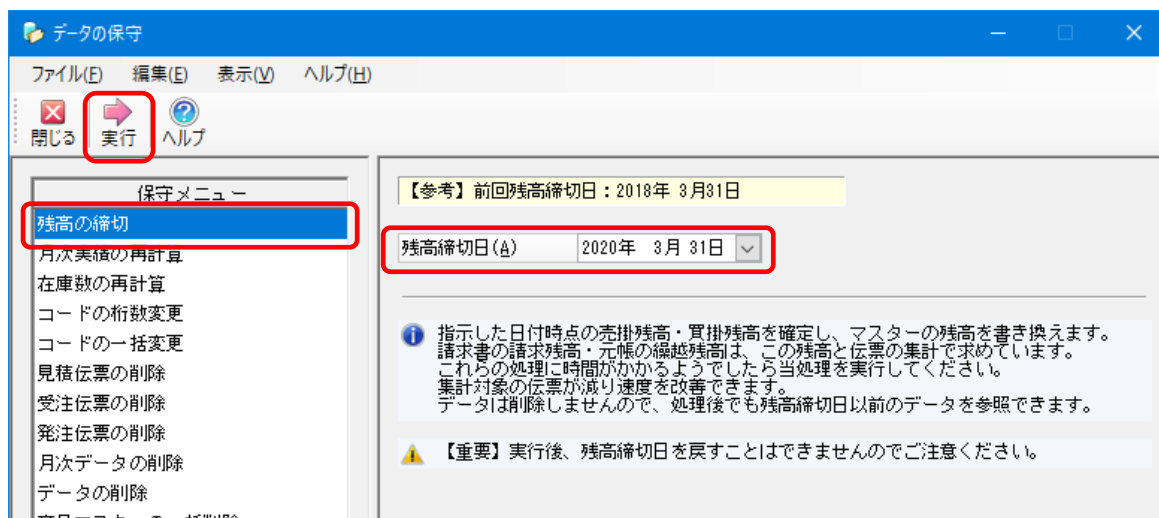 データの保守
ファイル(F) 編集(E) 表示(V) ヘルプ(H)
閉じる 実行 ヘルプ
保守メニュー
残高の締切
月次実績の再計算
在庫数の再計算
コードの桁数変更
コードの一括変更
見積伝票の削除
受注伝票の削除
発注伝票の削除
月次データの削除
データの削除
【参考】前回残高締切日：2018年 3月31日
残高締切日(A) 2020年 3月 31日
指示した日付時点の売掛残高・買掛残高を確定し、マスターの残高を書き換えます。
請求書の請求残高・元帳の繰越残高は、この残高と伝票の集計で求めています。
これらの処理に時間がかかるようでしたら当処理を実行してください。
集計対象の伝票が減り速度を改善できます。
データは削除しませんので、処理後でも残高締切日以前のデータを参照できます。
【重要】実行後、残高締切日を戻すことはできませんのでご注意ください。